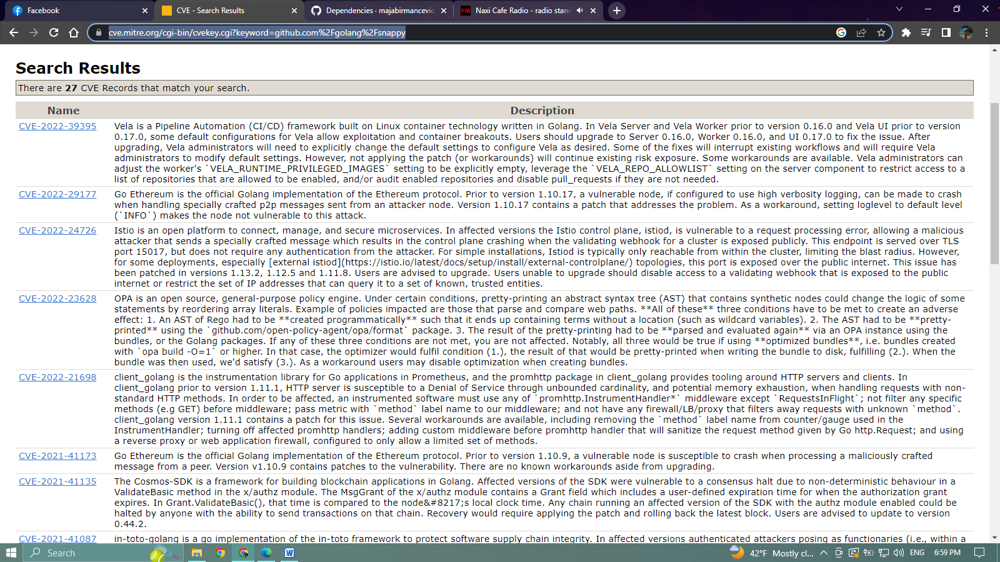 Facebook
CVE - Search Results
Dependencies · majabirmancevic
Naxi Cafe Radio - radio stani
cve.mitre.org/cgi-bin/cvekey.cgi?keyword=github.com%2Fgolang%2Fsnappy
Search Results
There are 27 CVE Records that match your search.
Name Description
CVE-2022-39395 Vela is a Pipeline Automation (CI/CD) framework built on Linux container technology written in Golang. In Vela Server and Vela Worker prior to version 0.16.0 and Vela UI prior to version
0.17.0, some default configurations for Vela allow exploitation and container breakouts. Users should upgrade to Server 0.16.0, Worker 0.16.0, and UI 0.17.0 to fix the issue. After
upgrading, Vela administrators will need to explicitly change the default settings to configure Vela as desired. Some of the fixes will interrupt existing workflows and will require Vela
administrators to modify default settings. However, not applying the patch (or workarounds) will continue existing risk exposure. Some workarounds are available. Vela administrators can
adjust the worker's `VELA_RUNTIME_PRIVILEGED_IMAGES` setting to be explicitly empty, leverage the `VELA_REPO_ALLOWLIST` setting on the server component to restrict access to a
list of repositories that are allowed to be enabled, and/or audit enabled repositories and disable pull_requests if they are not needed.
CVE-2022-29177 Go Ethereum is the official Golang implementation of the Ethereum protocol. Prior to version 1.10.17, a vulnerable node, if configured to use high verbosity logging, can be made to crash
when handling specially crafted p2p messages sent from an attacker node. Version 1.10.17 contains a patch that addresses the problem. As a workaround, setting loglevel to default level
(`INFO`) makes the node not vulnerable to this attack.
CVE-2022-24726 Istio is an open platform to connect, manage, and secure microservices. In affected versions the Istio control plane, istiod, is vulnerable to a request processing error, allowing a malicious
attacker that sends a specially crafted message which results in the control plane crashing when the validating webhook for a cluster is exposed publicly. This endpoint is served over TLS
port 15017, but does not require any authentication from the attacker. For simple installations, Istiod is typically only reachable from within the cluster, limiting the blast radius. However,
for some deployments, especially [external istiod](https://istio.io/latest/docs/setup/install/external-controlplane/) topologies, this port is exposed over the public internet. This issue has
been patched in versions 1.13.2, 1.12.5 and 1.11.8. Users are advised to upgrade. Users unable to upgrade should disable access to a validating webhook that is exposed to the public
internet or restrict the set of IP addresses that can query it to a set of known, trusted entities.
CVE-2022-23628 OPA is an open source, general-purpose policy engine. Under certain conditions, pretty-printing an abstract syntax tree (AST) that contains synthetic nodes could change the logic of some
statements by reordering array literals. Example of policies impacted are those that parse and compare web paths. **All of these** three conditions have to be met to create an adverse
effect: 1. An AST of Rego had to be **created programmatically** such that it ends up containing terms without a location (such as wildcard variables). 2. The AST had to be **pretty-
printed** using the `github.com/open-policy-agent/opa/format` package. 3. The result of the pretty-printing had to be **parsed and evaluated again** via an OPA instance using the
bundles, or the Golang packages. If any of these three conditions are not met, you are not affected. Notably, all three would be true if using **optimized bundles**, i.e. bundles created
with `opa build -O=1` or higher. In that case, the optimizer would fulfil condition (1.), the result of that would be pretty-printed when writing the bundle to disk, fulfilling (2.). When the
bundle was then used, we'd satisfy (3.). As a workaround users may disable optimization when creating bundles.
CVE-2022-21698 client_golang is the instrumentation library for Go applications in Prometheus, and the promhttp package in client_golang provides tooling around HTTP servers and clients. In
client_golang prior to version 1.11.1, HTTP server is susceptible to a Denial of Service through unbounded cardinality, and potential memory exhaustion, when handling requests with non-
standard HTTP methods. In order to be affected, an instrumented software must use any of `promhttp.InstrumentHandler*` middleware except `RequestsInFlight`; not filter any specific
methods (e.g GET) before middleware; pass metric with `method` label name to our middleware; and not have any firewall/LB/proxy that filters away requests with unknown `method`.
client_golang version 1.11.1 contains a patch for this issue. Several workarounds are available, including removing the `method` label name from counter/gauge used in the
InstrumentHandler; turning off affected promhttp handlers; adding custom middleware before promhttp handler that will sanitize the request method given by Go http.Request; and using
a reverse proxy or web application firewall, configured to only allow a limited set of methods.
CVE-2021-41173 Go Ethereum is the official Golang implementation of the Ethereum protocol. Prior to version 1.10.9, a vulnerable node is susceptible to crash when processing a maliciously crafted
message from a peer. Version v1.10.9 contains patches to the vulnerability. There are no known workarounds aside from upgrading.
CVE-2021-41135 The Cosmos-SDK is a framework for building blockchain applications in Golang. Affected versions of the SDK were vulnerable to a consensus halt due to non-deterministic behaviour in a
ValidateBasic method in the x/authz module. The MsgGrant of the x/authz module contains a Grant field which includes a user-defined expiration time for when the authorization grant
expires. In Grant.ValidateBasic(), that time is compared to the node&#8217;s local clock time. Any chain running an affected version of the SDK with the authz module enabled could be
halted by anyone with the ability to send transactions on that chain. Recovery would require applying the patch and rolling back the latest block. Users are advised to update to version
0.44.2.
CVE-2021-41087 in-toto-golang is a go implementation of the in-toto framework to protect software supply chain integrity. In affected versions authenticated attackers posing as functionaries (i.e., within a
Search
42°F Mostly cl... ENG 6:59 PM